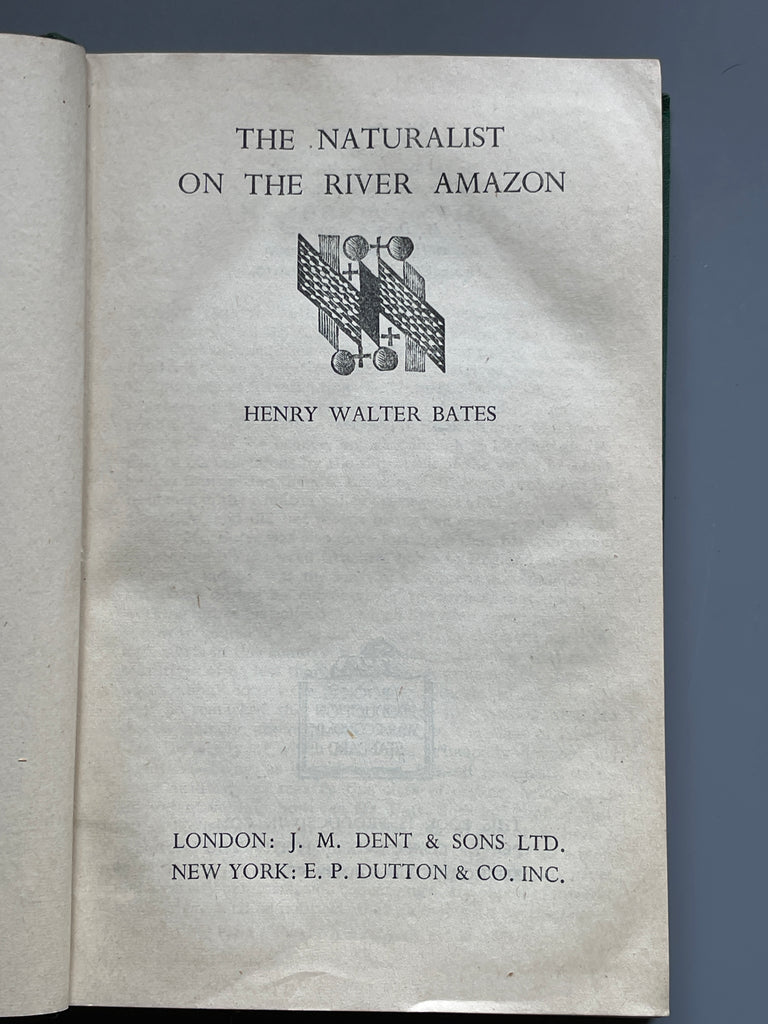 THE NATURALIST
ON THE RIVER AMAZON
HENRY WALTER BATES
LONDON: J. M. DENT & SONS LTD.
NEW YORK: E. P. DUTTON & CO. INC.